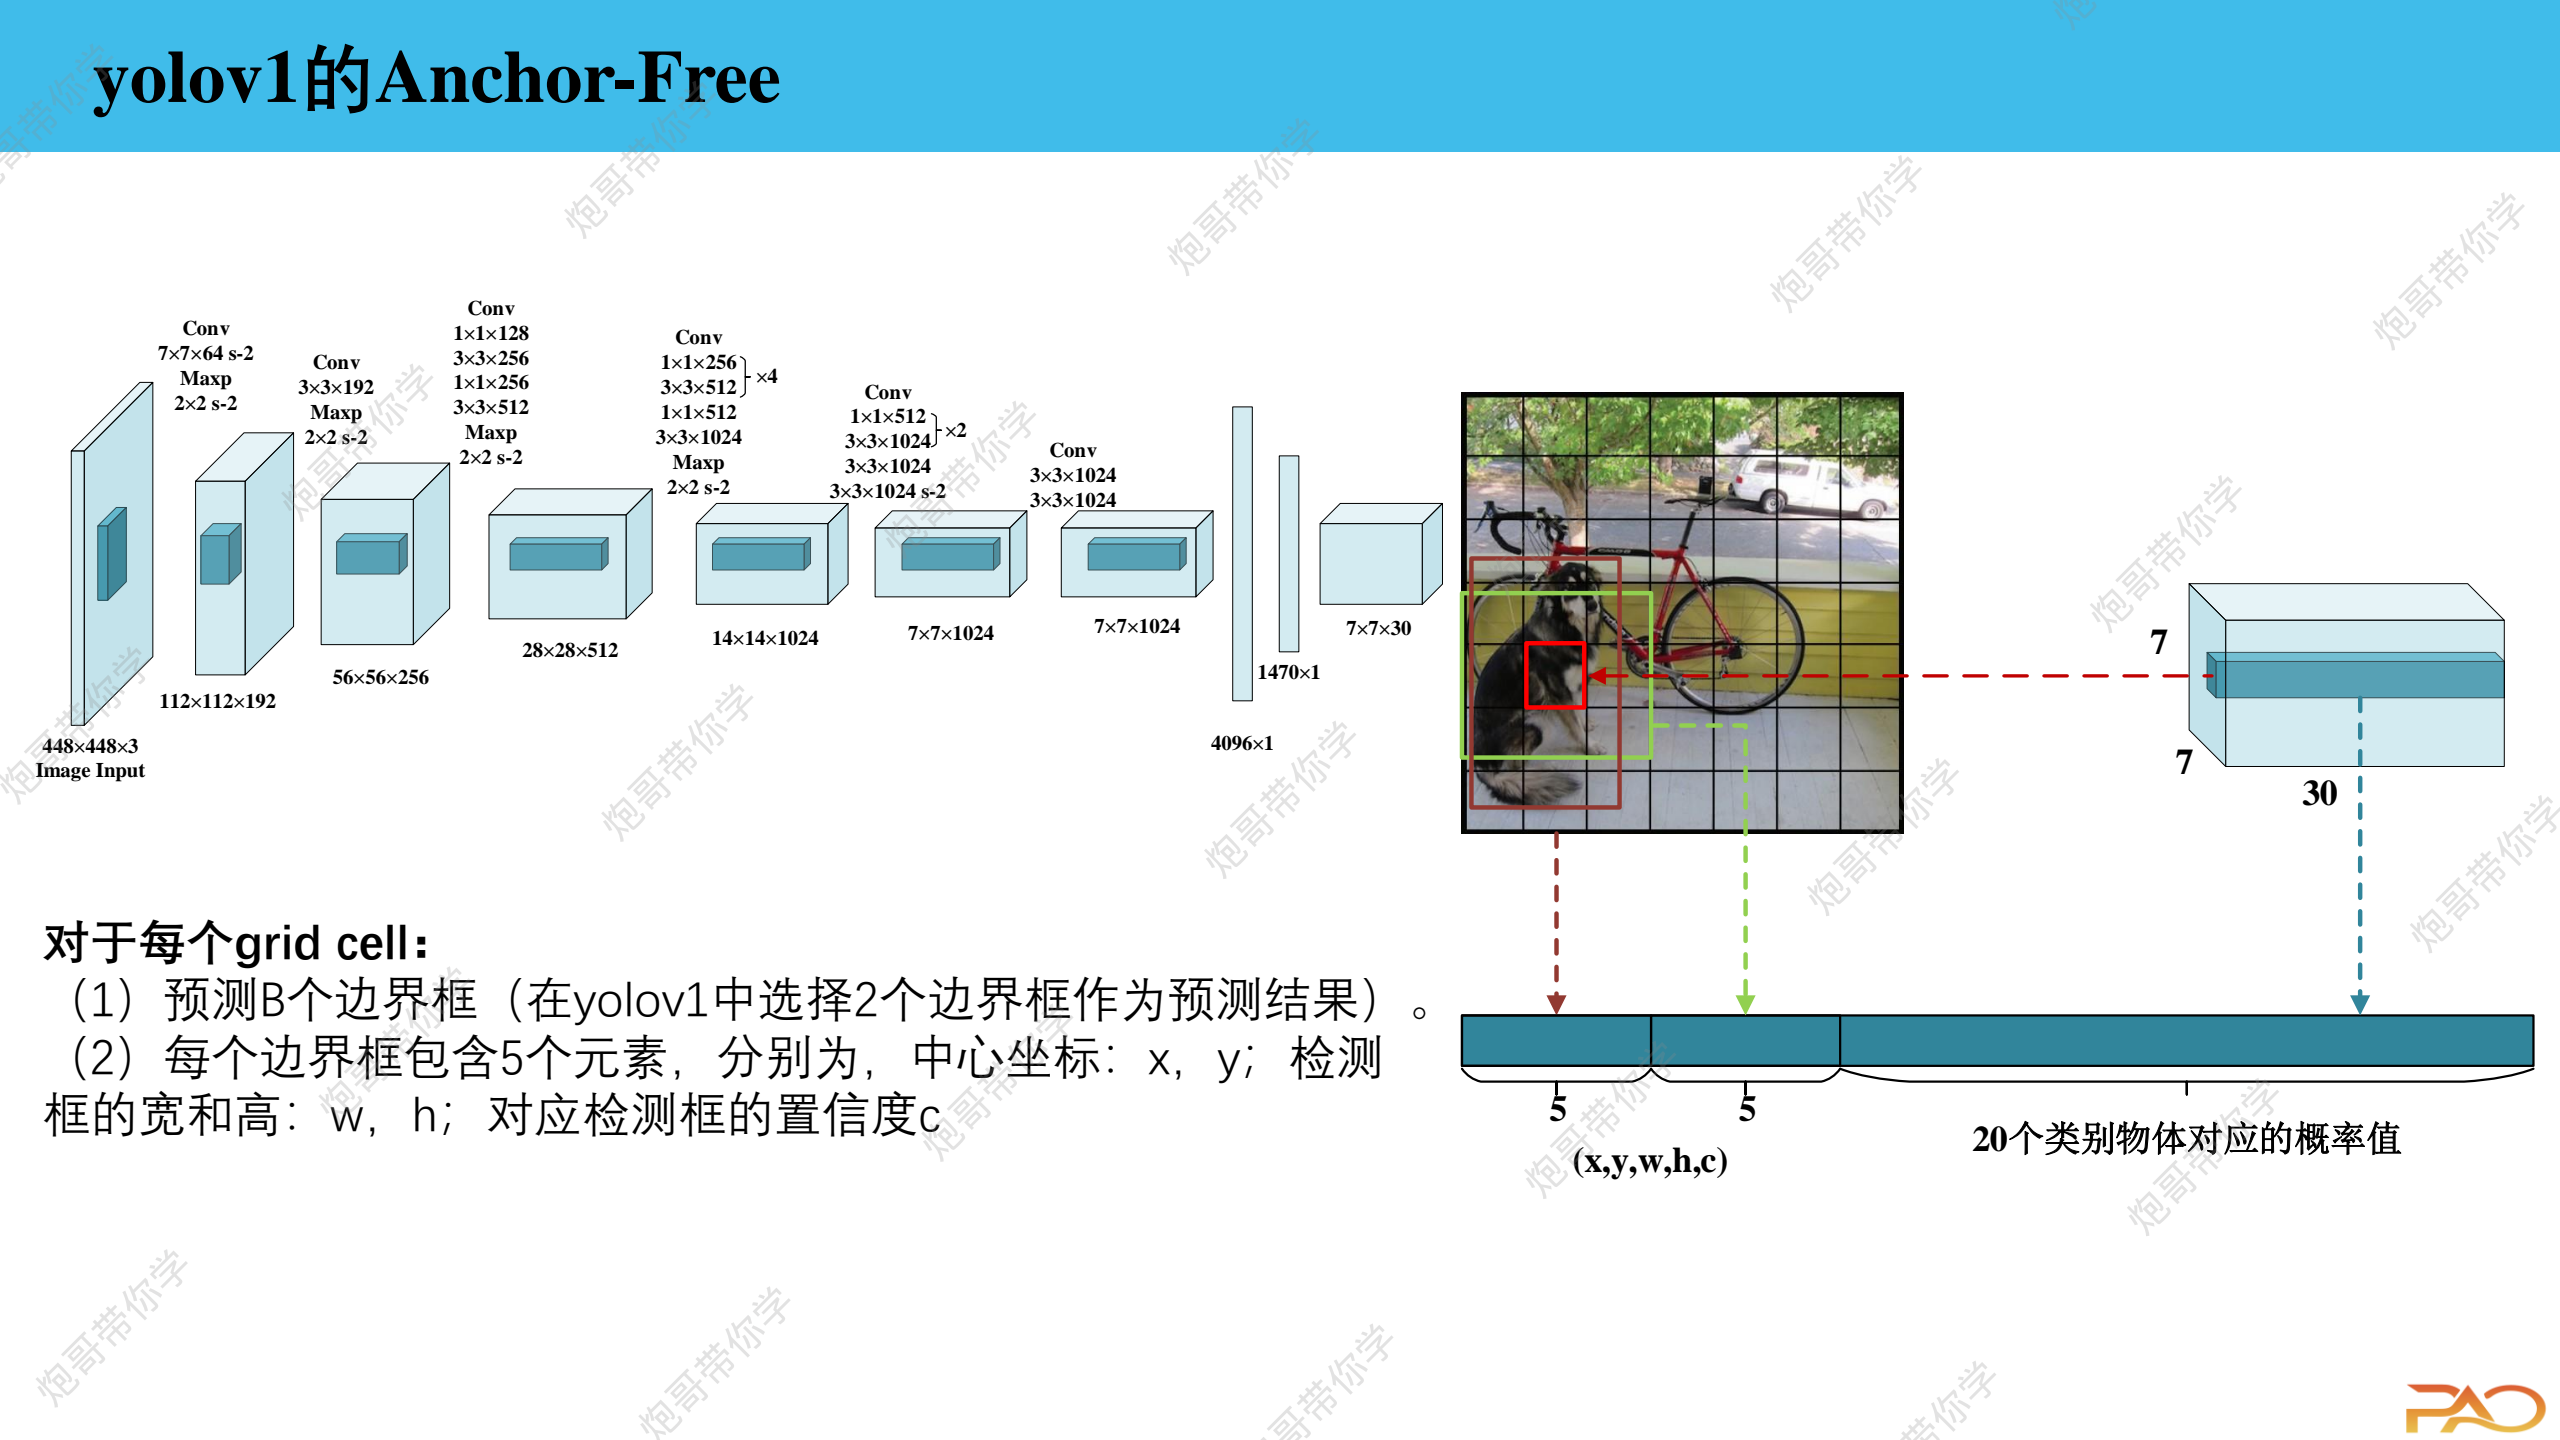 yolov1的Anchor-Free
Conv
7×7×64 s-2
Maxp
2×2 s-2
Conv
3×3×192
Maxp
2×2 s-2
Conv
1×1×128
3×3×256
1×1×256
3×3×512
Maxp
2×2 s-2
Conv
1×1×256
3×3×512
×4
1×1×512
3×3×1024
Maxp
2×2 s-2
Conv
1×1×512
3×3×1024
×2
3×3×1024
3×3×1024 s-2
Conv
3×3×1024
3×3×1024
448×448×3
Image Input
112×112×192
56×56×256
28×28×512
14×14×1024
7×7×1024
7×7×1024
4096×1
1470×1
7×7×30
7
7
30
对于每个grid cell：
（1）预测B个边界框（在yolov1中选择2个边界框作为预测结果）。
（2）每个边界框包含5个元素，分别为，中心坐标：x，y；检测
框的宽和高：w，h；对应检测框的置信度c
5
5
(x,y,w,h,c)
20个类别物体对应的概率值
炮哥带你学
PAO